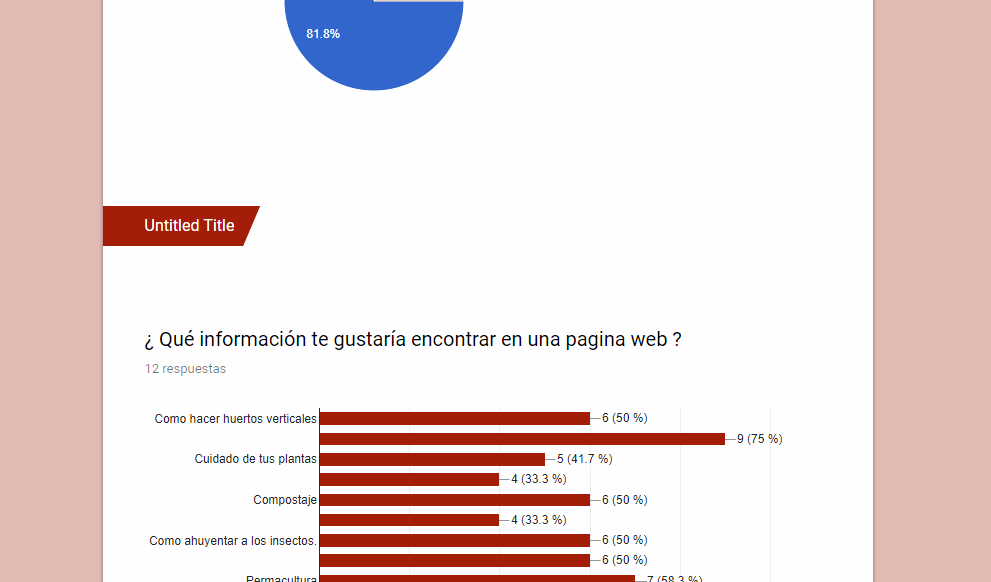 81.8%
Untitled Title
¿ Qué información te gustaría encontrar en una pagina web ?
12 respuestas
Como hacer huertos verticales 6 (50 %)
9 (75 %)
Cuidado de tus plantas 5 (41.7 %)
4 (33.3 %)
Compostaje 6 (50 %)
4 (33.3 %)
Como ahuyentar a los insectos. 6 (50 %)
6 (50 %)
Permacultura 7 (58.3 %)